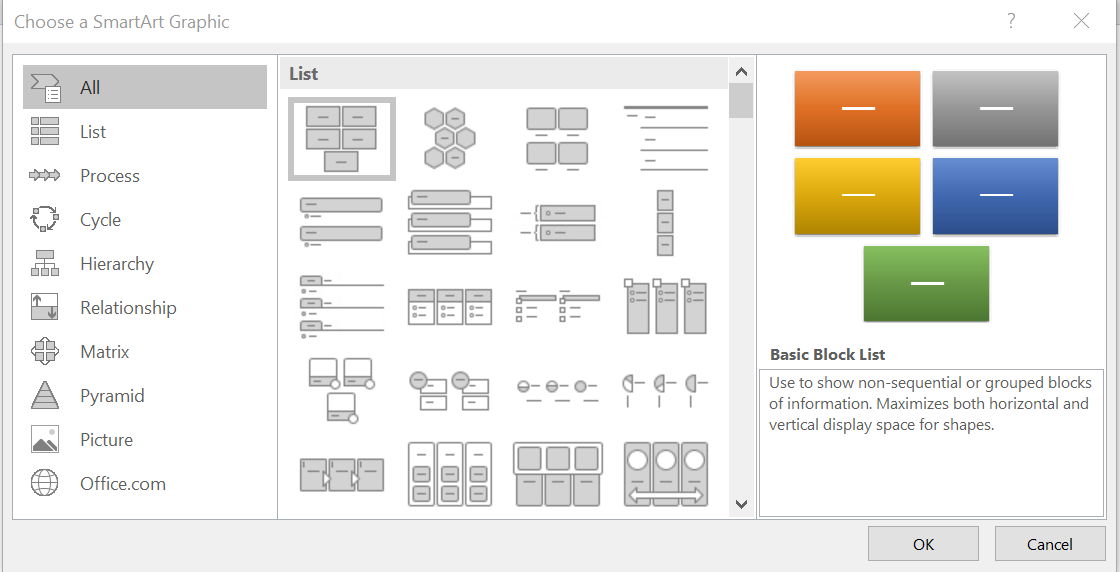 Choose a SmartArt Graphic
?
All
List
Process
Cycle
Hierarchy
Relationship
Matrix
Pyramid
Picture
Office.com
List
Basic Block List
Use to show non-sequential or grouped blocks
of information. Maximizes both horizontal and
vertical display space for shapes.
OK
Cancel